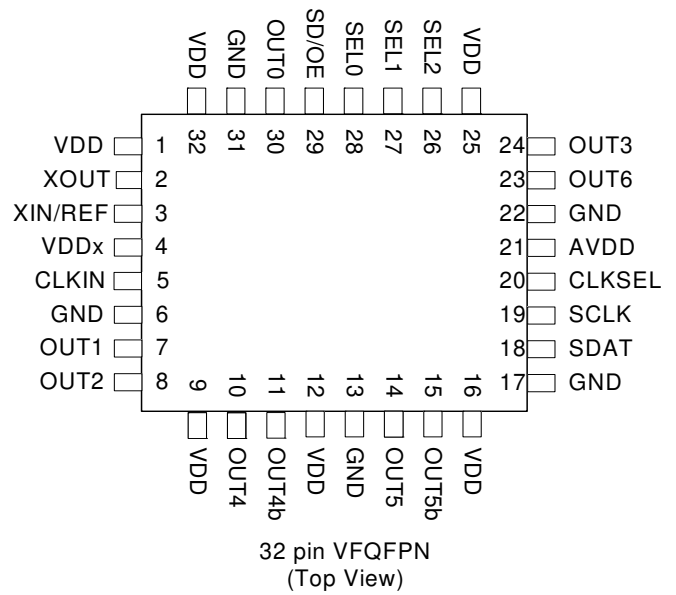 VDD GND OUT0 SD/OE SEL0 SEL1 SEL2 VDD
32 31 30 29 28 27 26 25
VDD 1 24 OUT3
XOUT 2 23 OUT6
XIN/REF 3 22 GND
VDDx 4 21 AVDD
CLKIN 5 20 CLKSEL
GND 6 19 SCLK
OUT1 7 18 SDAT
OUT2 8 17 GND
9 10 11 12 13 14 15 16
VDD OUT4 OUT4b VDD GND OUT5 OUT5b VDD
32 pin VFQFPN
(Top View)